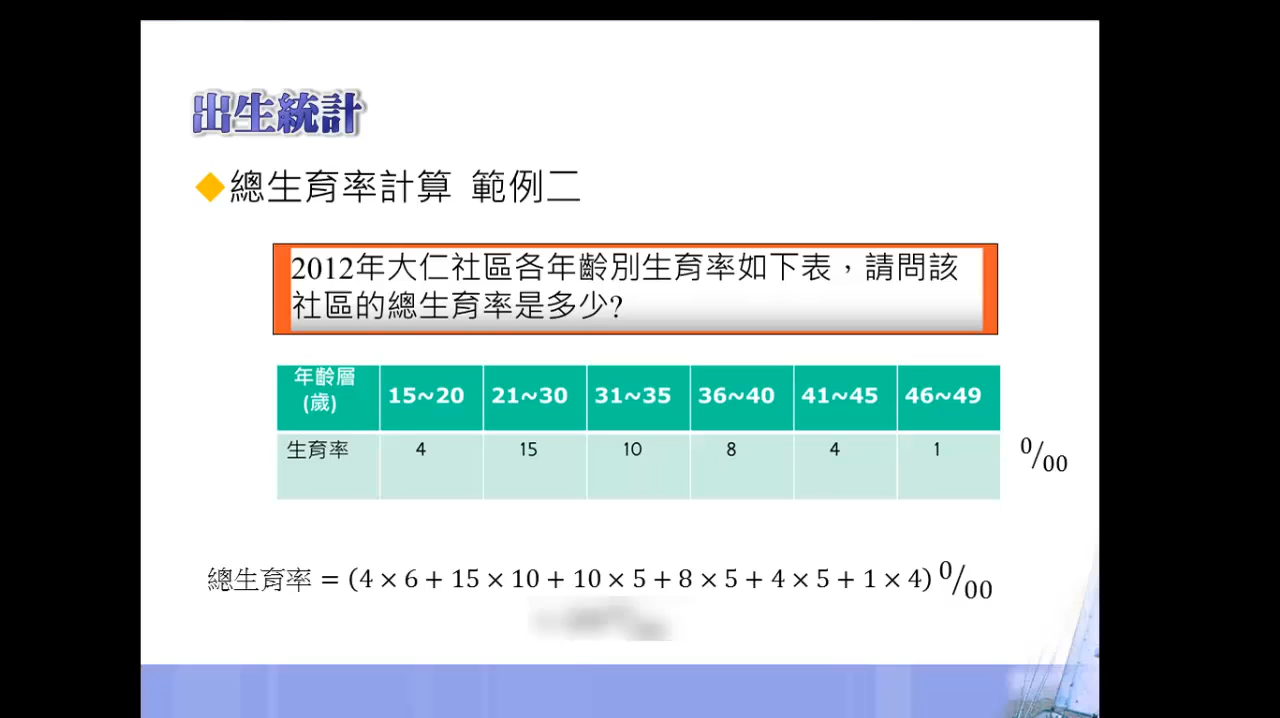 出生統計
總生育率計算 範例二
2012年大仁社區各年齡別生育率如下表，請問該
社區的總生育率是多少?
年齡層
(歲) 15~20 21~30 31~35 36~40 41~45 46~49
生育率 4 15 10 8 4 1 0/00
總生育率 = (4 × 6 + 15 × 10 + 10 × 5 + 8 × 5 + 4 × 5 + 1 × 4) 0/00